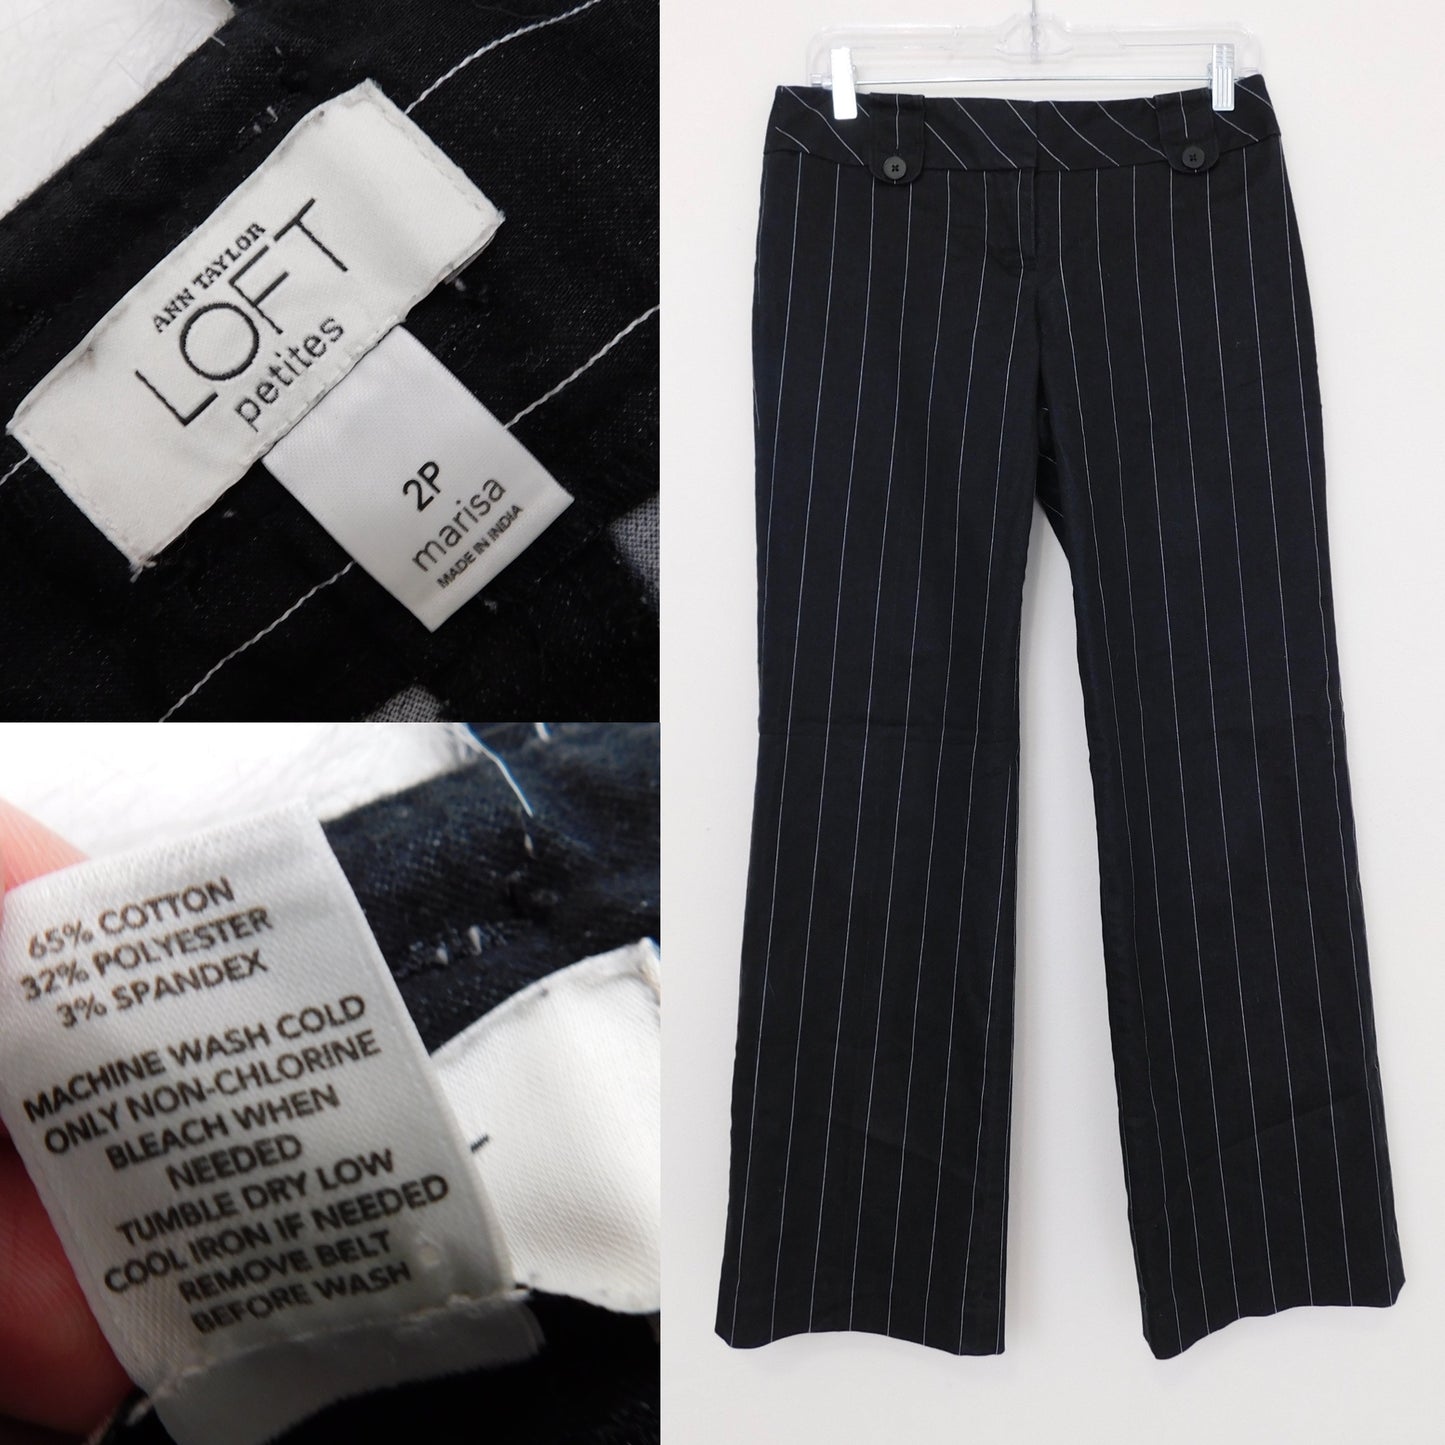 ANN TAYLOR
LOFT
petites
2P
marisa
MADE IN INDIA
65% COTTON
32% POLYESTER
3% SPANDEX
MACHINE WASH COLD
ONLY NON-CHLORINE
BLEACH WHEN
NEEDED
TUMBLE DRY LOW
COOL IRON IF NEEDED
REMOVE BELT
BEFORE WASH